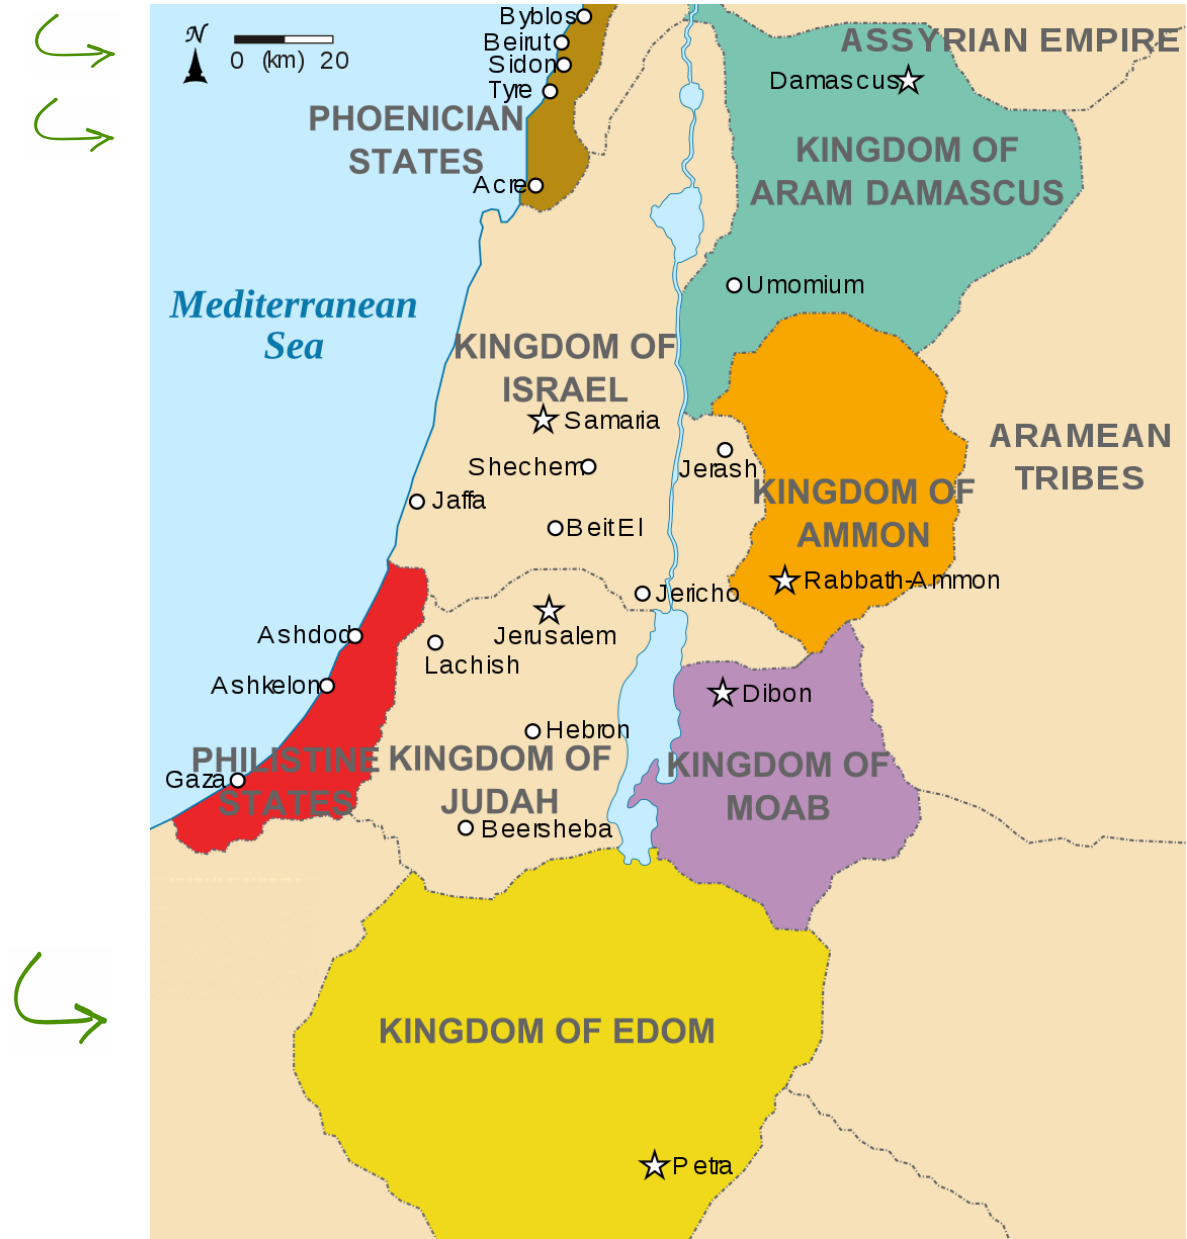 Byblos
N
Beirut
ASSYRIAN EMPIRE
0 (km) 20
Sidon
Damascus
Tyre
PHOENICIAN
STATES
KINGDOM OF
ARAM DAMASCUS
Acre
Umomium
Mediterranean
Sea
KINGDOM OF
ISRAEL
Samaria
ARAMEAN
TRIBES
Shechem
Jerash
Jaffa
KINGDOM OF
AMMON
BeitEl
Rabbath-Ammon
Jericho
Ashdod
Jerusalem
Lachish
Ashkelon
Dibon
Hebron
PHILISTINE
STATES
KINGDOM OF
JUDAH
KINGDOM OF
MOAB
Gaza
Beersheba
KINGDOM OF EDOM
Petra